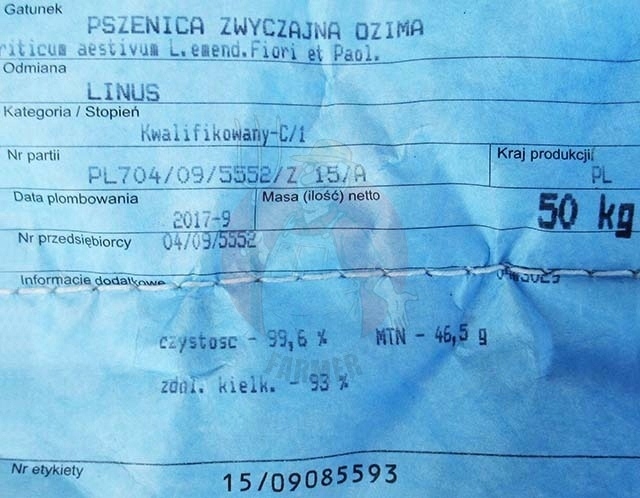 Gatunek
PSZENICA ZWYCZAJNA OZIMA
riticum aestivum L.emend.Fiori et Paol.
Odmiana
LINUS
Kategoria / Stopień
Kwalifikowany-C/1
Nr partii
PL704/09/5552/Z 15/A
Kraj produkcji
PL
Data plombowania
2017-9
Masa (ilość) netto
50 kg
Nr przedsiębiorcy
04/09/5552
Informacje dodatkowe
czystosc - 99,6 % MTN - 46,5 g
zdol. kielk. - 93 %
FARMER
Nr etykiety
15/09085593